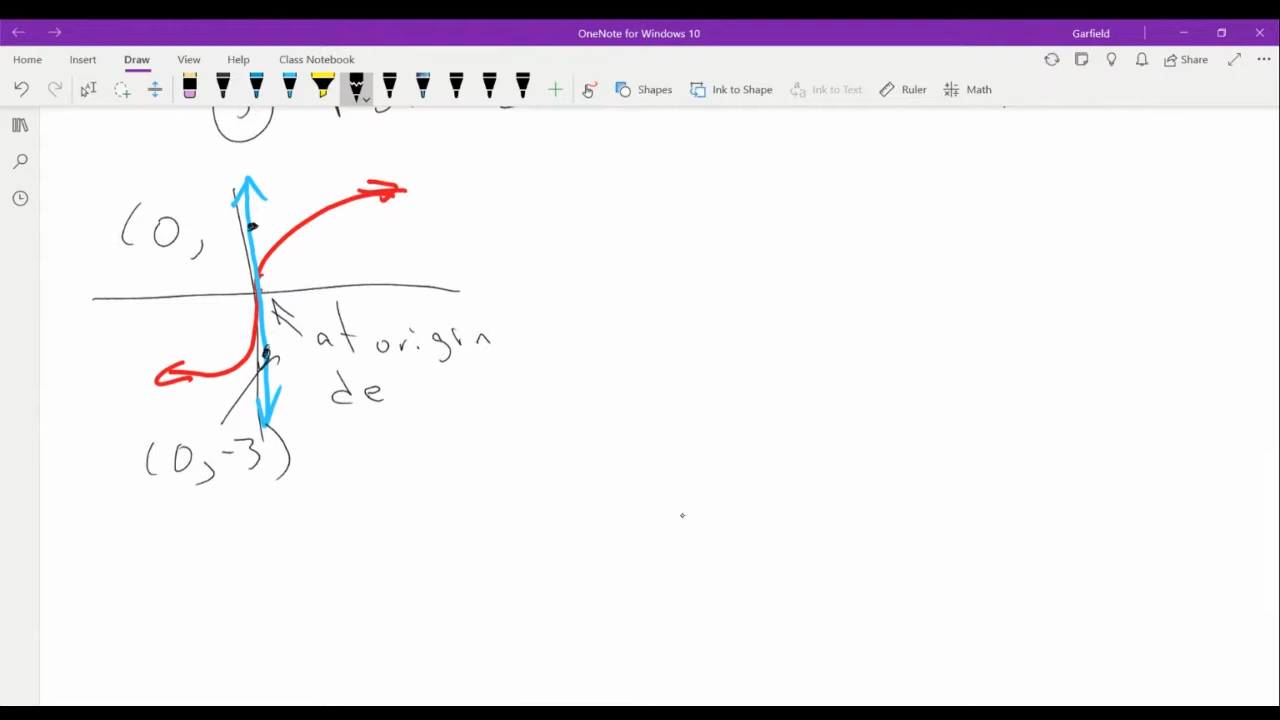 OneNote for Windows 10
Garfield
Home
Insert
Draw
View
Help
Class Notebook
Share
Shapes
Ink to Shape
Ink to Text
Ruler
Math
(0,
at origin
de
(0,-3)